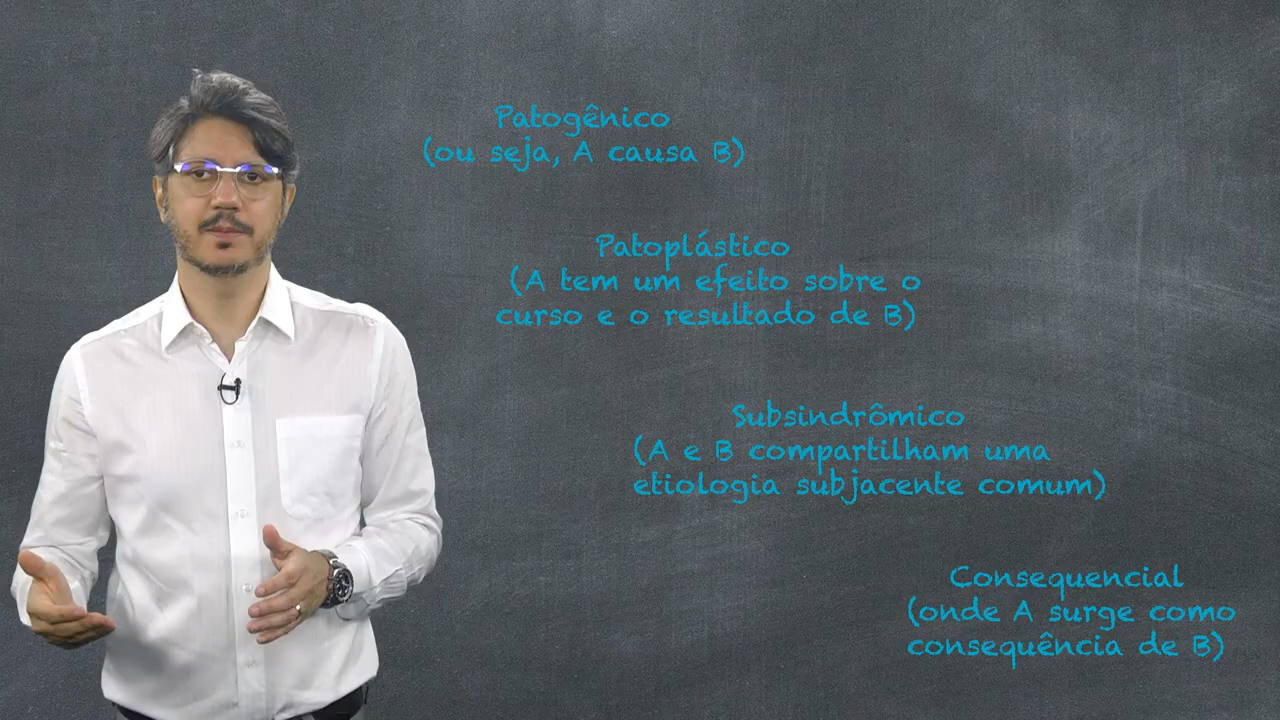 Patogênico
(ou seja, A causa B)
Patoplástico
(A tem um efeito sobre o
curso e o resultado de B)
Subsindrômico
(A e B compartilham uma
etiologia subjacente comum)
Consequencial
(onde A surge como
consequência de B)